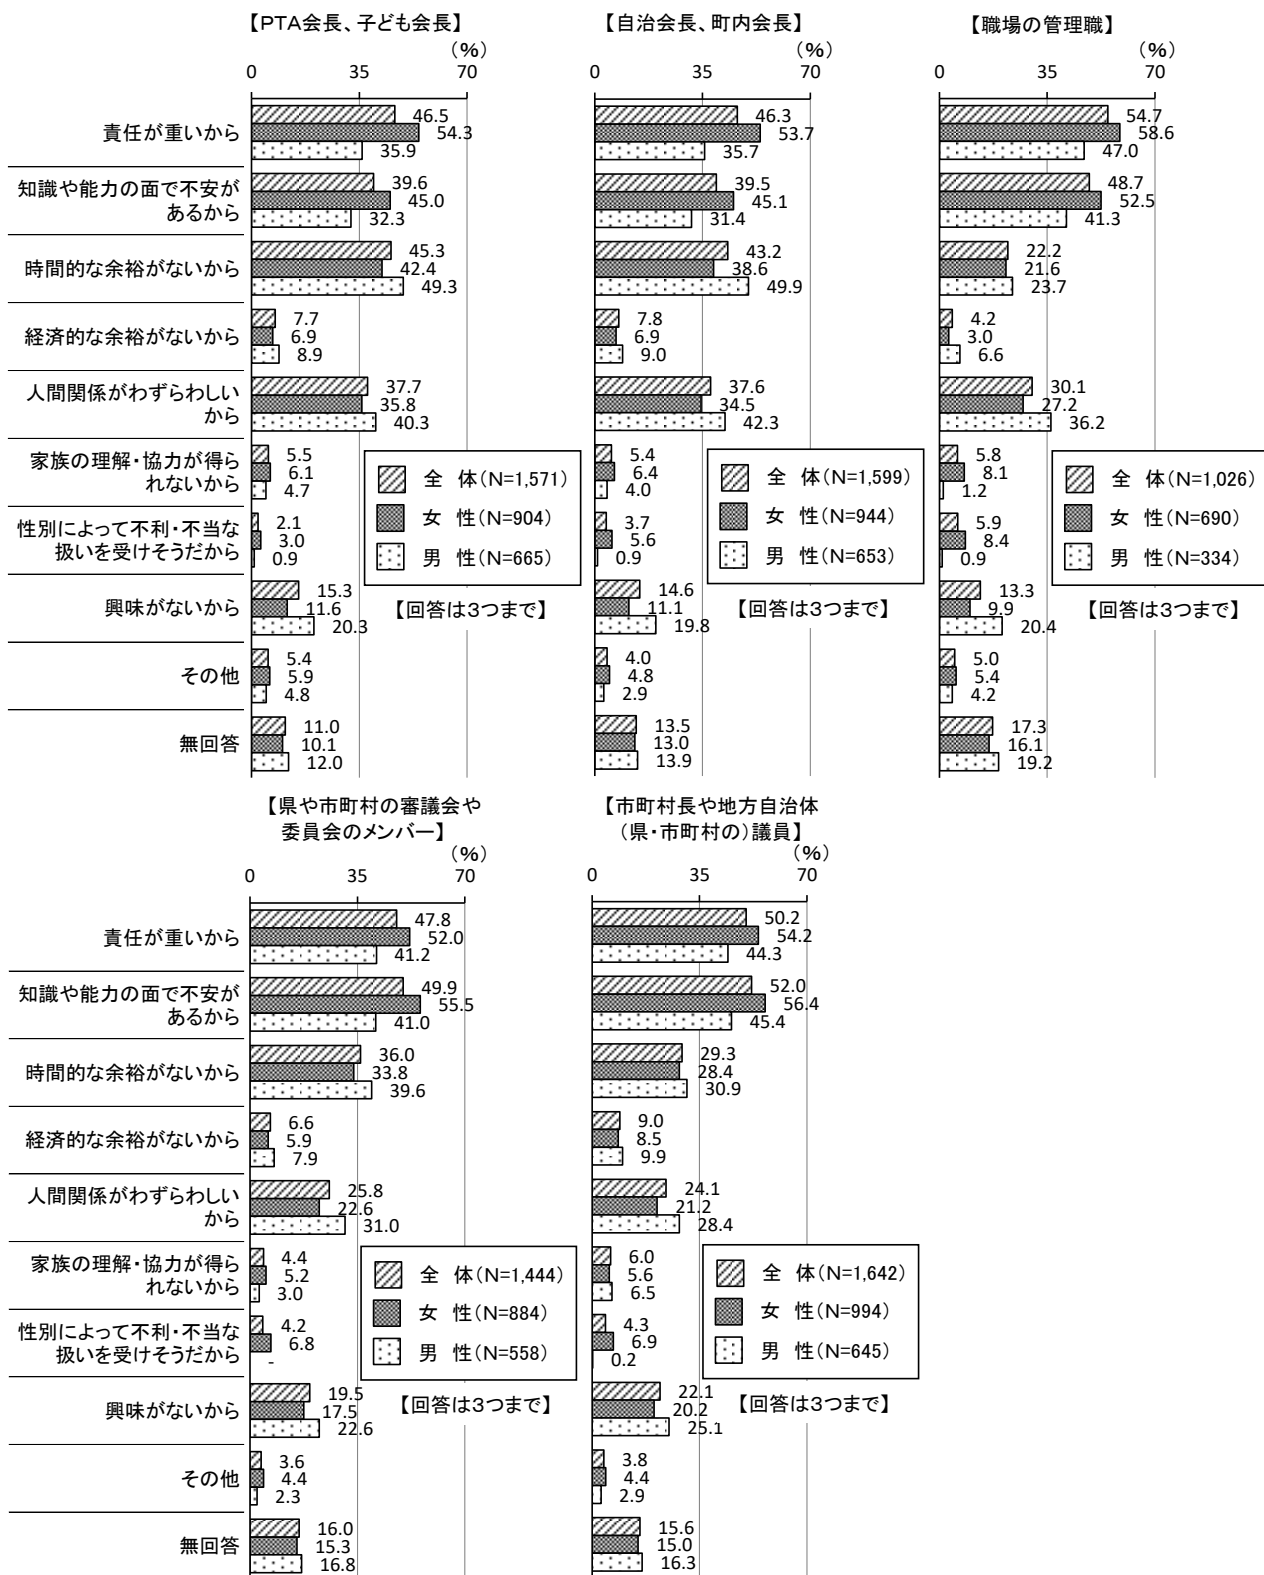 【PTA会長、子ども会長】
(%)
0 35 70
責任が重いから
46.5
54.3
35.9
知識や能力の面で不安が
あるから
39.6
45.0
32.3
時間的な余裕がないから
45.3
42.4
49.3
経済的な余裕がないから
7.7
6.9
8.9
人間関係がわずらわしい
から
37.7
35.8
40.3
家族の理解・協力が得ら
れないから
5.5
6.1
4.7
性別によって不利・不当な
扱いを受けそうだから
2.1
3.0
0.9
興味がないから
15.3
11.6
20.3
その他
5.4
5.9
4.8
無回答
11.0
10.1
12.0
全 体(N=1,571)
女 性(N=904)
男 性(N=665)
【回答は3つまで】
【自治会長、町内会長】
(%)
0 35 70
46.3
53.7
35.7
39.5
45.1
31.4
43.2
38.6
49.9
7.8
6.9
9.0
37.6
34.5
42.3
5.4
6.4
4.0
3.7
5.6
0.9
14.6
11.1
19.8
4.0
4.8
2.9
13.5
13.0
13.9
全 体(N=1,599)
女 性(N=944)
男 性(N=653)
【回答は3つまで】
【職場の管理職】
(%)
0 35 70
54.7
58.6
47.0
48.7
52.5
41.3
22.2
21.6
23.7
4.2
3.0
6.6
30.1
27.2
36.2
5.8
8.1
1.2
5.9
8.4
0.9
13.3
9.9
20.4
5.0
5.4
4.2
17.3
16.1
19.2
全 体(N=1,026)
女 性(N=690)
男 性(N=334)
【回答は3つまで】
【県や市町村の審議会や
委員会のメンバー】
(%)
0 35 70
責任が重いから
47.8
52.0
41.2
知識や能力の面で不安が
あるから
49.9
55.5
41.0
時間的な余裕がないから
36.0
33.8
39.6
経済的な余裕がないから
6.6
5.9
7.9
人間関係がわずらわしい
から
25.8
22.6
31.0
家族の理解・協力が得ら
れないから
4.4
5.2
3.0
性別によって不利・不当な
扱いを受けそうだから
4.2
6.8
-
興味がないから
19.5
17.5
22.6
その他
3.6
4.4
2.3
無回答
16.0
15.3
16.8
全 体(N=1,444)
女 性(N=884)
男 性(N=558)
【回答は3つまで】
【市町村長や地方自治体
(県・市町村の)議員】
(%)
0 35 70
50.2
54.2
44.3
52.0
56.4
45.4
29.3
28.4
30.9
9.0
8.5
9.9
24.1
21.2
28.4
6.0
5.6
6.5
4.3
6.9
0.2
22.1
20.2
25.1
3.8
4.4
2.9
15.6
15.0
16.3
全 体(N=1,642)
女 性(N=994)
男 性(N=645)
【回答は3つまで】